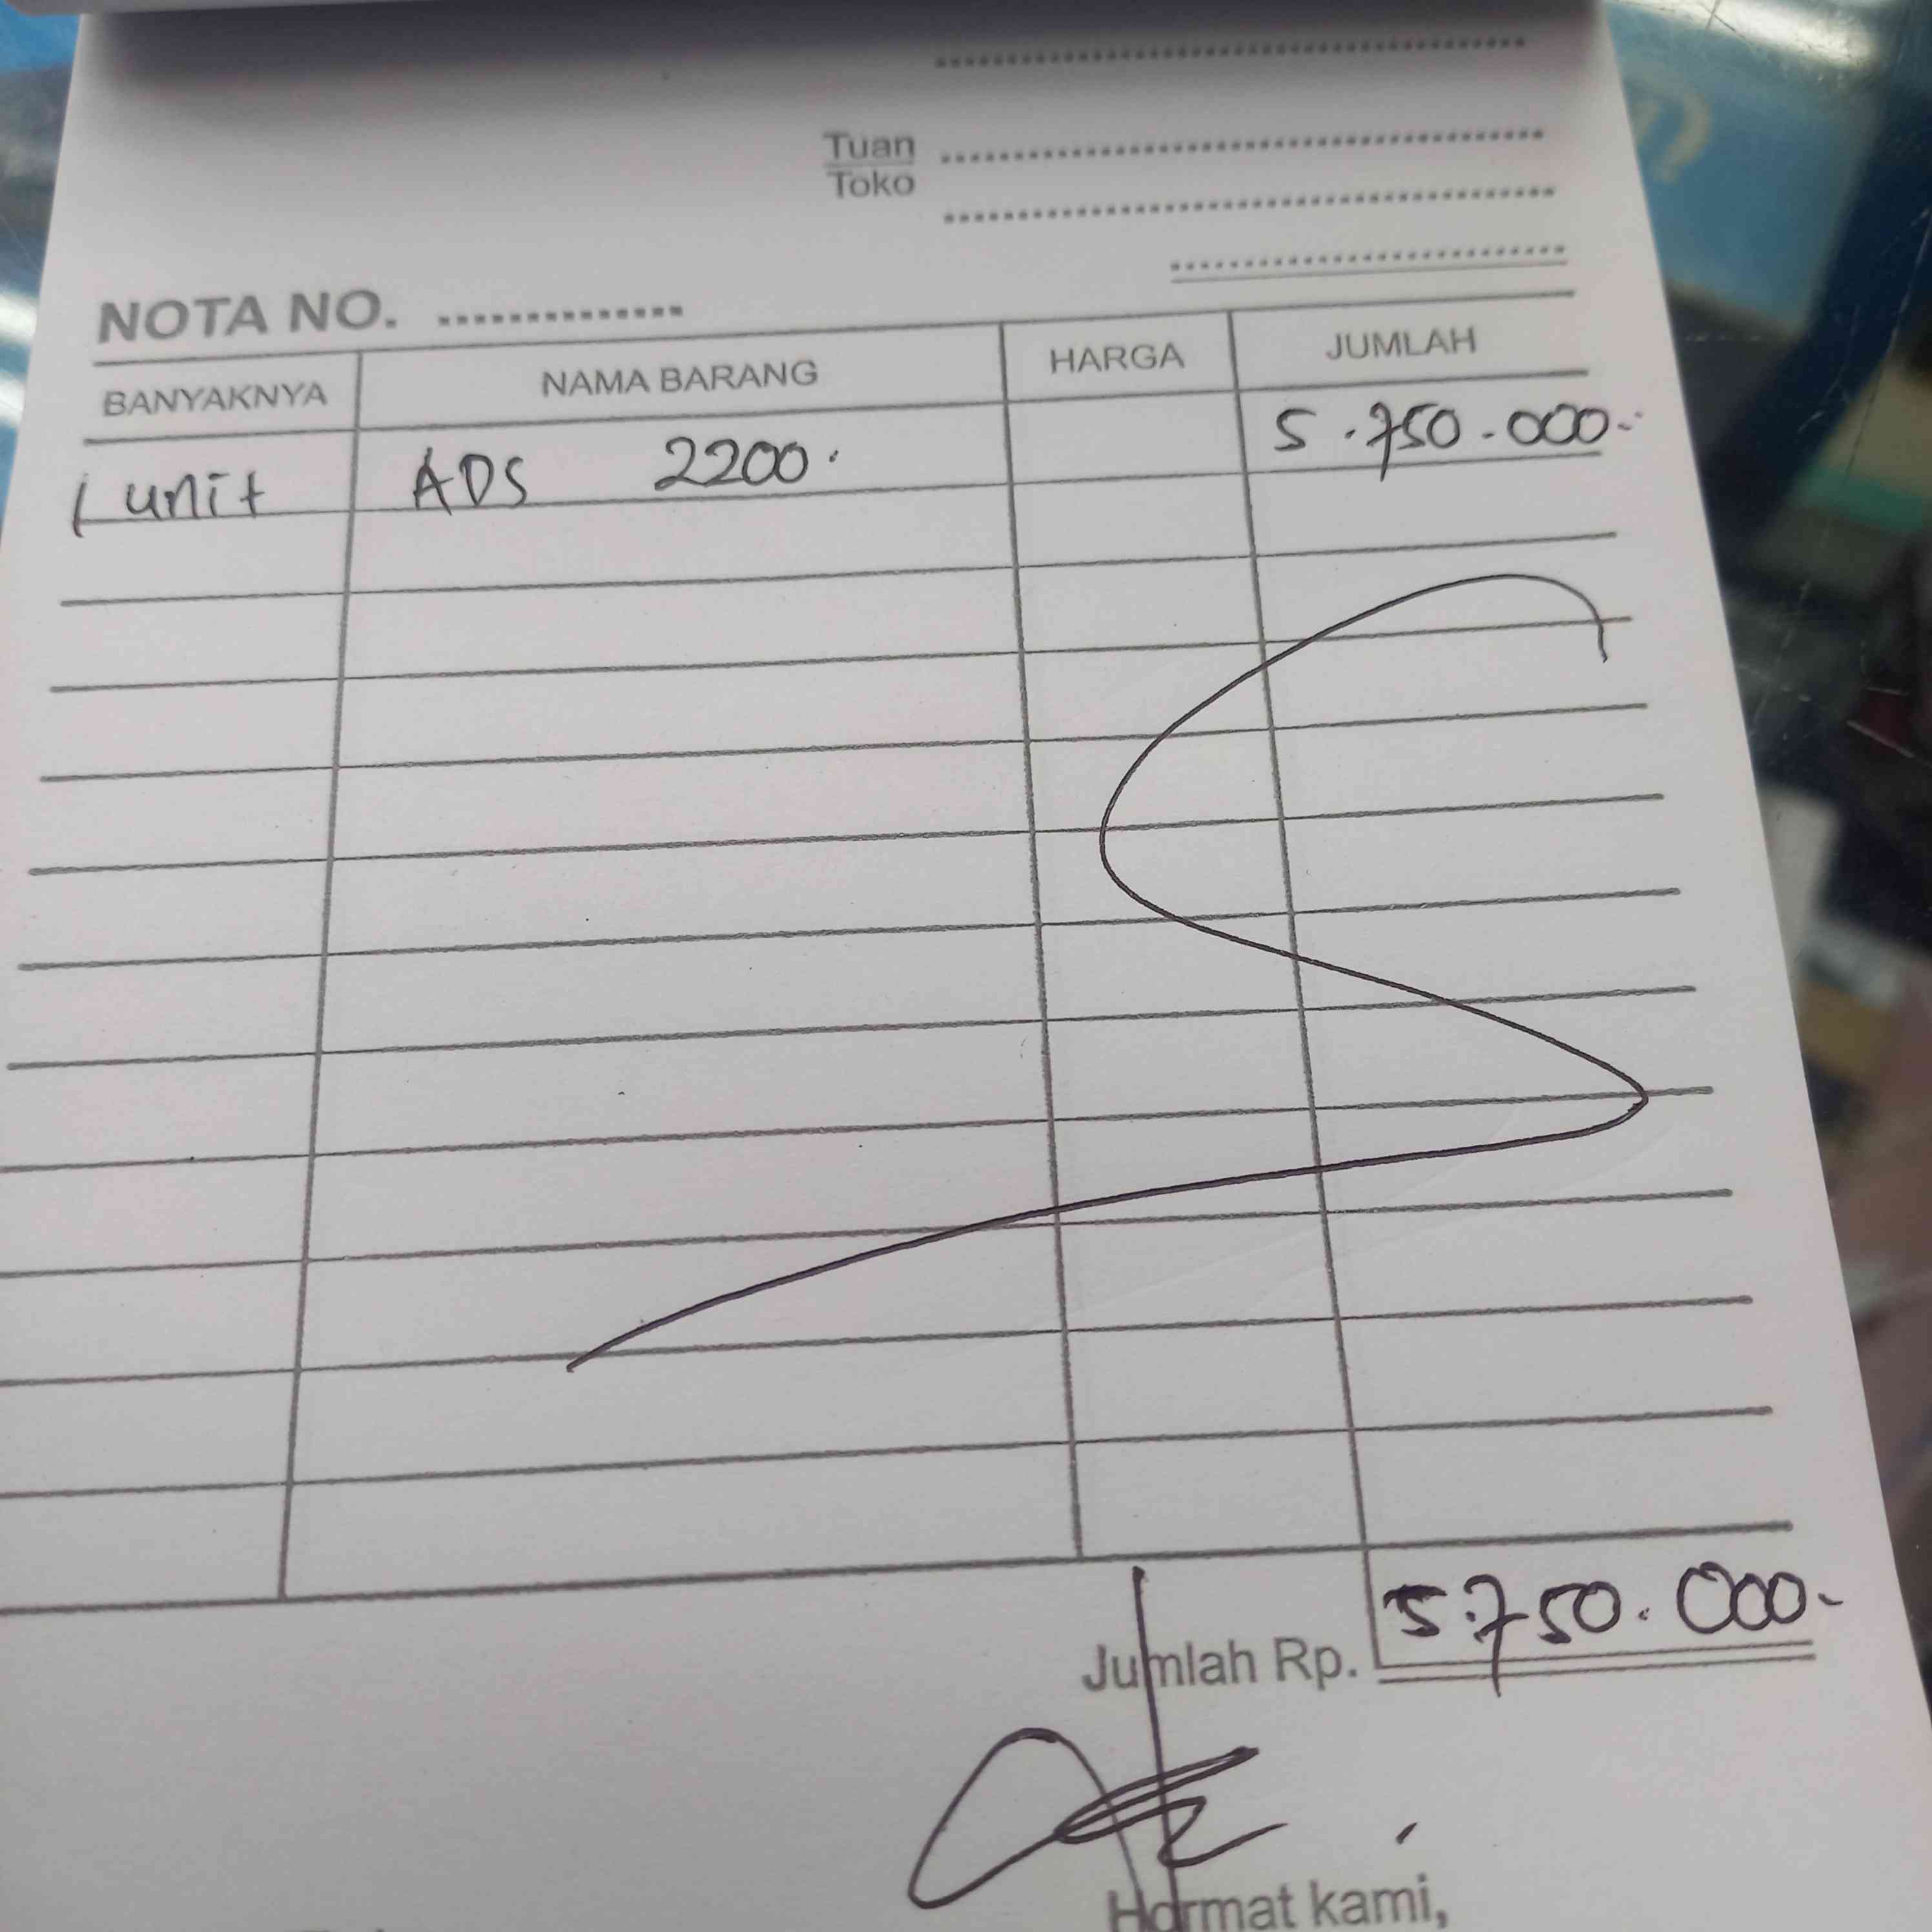 Tuan
Toko
NOTA NO. ..............
BANYAKNYA NAMA BARANG HARGA JUMLAH
1 unit ADS 2200. 5.750.000.-
Jumlah Rp. 5.750.000.-
Hormat kami,